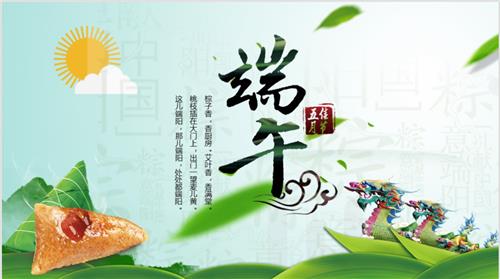 端午
五月
佳节
粽子香，香厨房。艾叶香，香满堂。
桃枝插在大门上，出门一望麦儿黄。
这儿端阳，那儿端阳，处处都端阳。